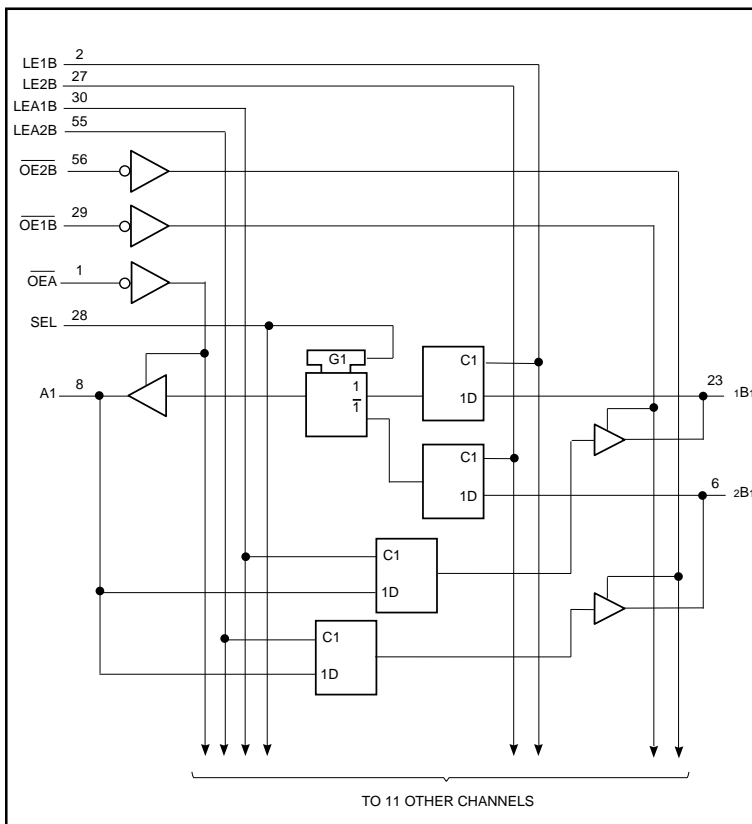 LE1B 2
LE2B 27
LEA1B 30
LEA2B 55
OE2B 56
OE1B 29
OEA 1
SEL 28
G1
A1 8
1
1
C1
1D
23 1B1
C1
1D
6 2B1
C1
1D
C1
1D
TO 11 OTHER CHANNELS